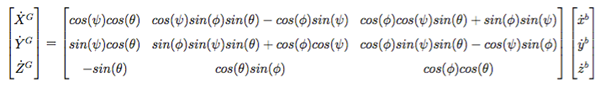 Ẋ^G cos(ψ)cos(θ) cos(ψ)sin(ϕ)sin(θ) − cos(ϕ)sin(ψ) cos(ϕ)cos(ψ)sin(θ) + sin(ϕ)sin(ψ) ẋ^b
Ẏ^G = sin(ψ)cos(θ) sin(ϕ)sin(ψ)sin(θ) + cos(ϕ)cos(ψ) cos(ϕ)sin(ψ)sin(θ) − cos(ψ)sin(ϕ) ẏ^b
Ż^G −sin(θ) cos(θ)sin(ϕ) cos(ϕ)cos(θ) ż^b